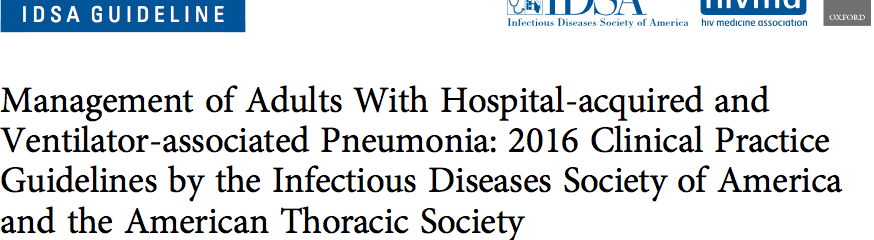 IDSA GUIDELINE
IDSA
Infectious Diseases Society of America
hivma
hiv medicine association
OXFORD
Management of Adults With Hospital-acquired and
Ventilator-associated Pneumonia: 2016 Clinical Practice
Guidelines by the Infectious Diseases Society of America
and the American Thoracic Society